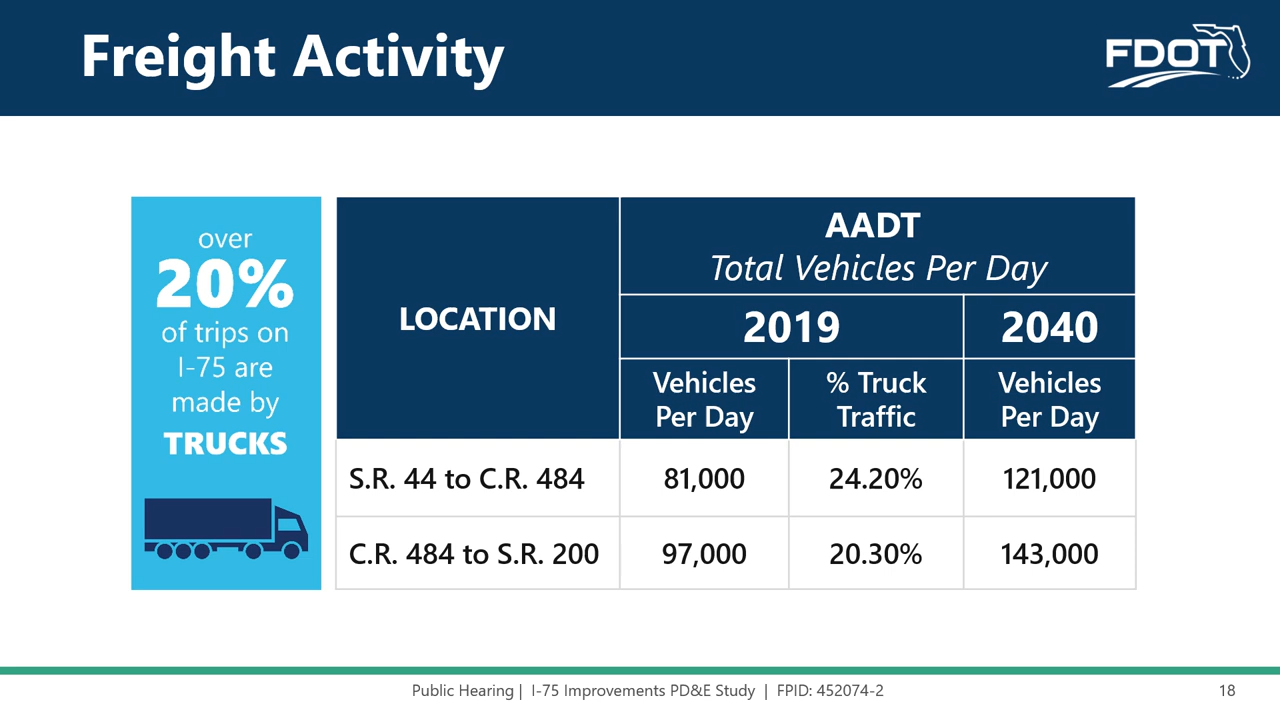 Freight Activity
FDOT
over
20%
of trips on
I-75 are
made by
TRUCKS
LOCATION
AADT
Total Vehicles Per Day
2019
2040
Vehicles Per Day
% Truck Traffic
Vehicles Per Day
S.R. 44 to C.R. 484 81,000 24.20% 121,000
C.R. 484 to S.R. 200 97,000 20.30% 143,000
Public Hearing | I-75 Improvements PD&E Study | FPID: 452074-2
18